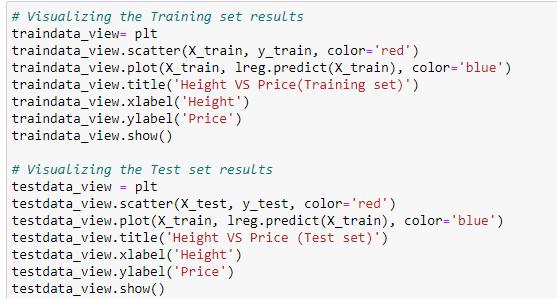 # Visualizing the Training set results
traindata_view= plt
traindata_view.scatter(X_train, y_train, color='red')
traindata_view.plot(X_train, lreg.predict(X_train), color='blue')
traindata_view.title('Height VS Price(Training set)')
traindata_view.xlabel('Height')
traindata_view.ylabel('Price')
traindata_view.show()

# Visualizing the Test set results
testdata_view = plt
testdata_view.scatter(X_test, y_test, color='red')
testdata_view.plot(X_train, lreg.predict(X_train), color='blue')
testdata_view.title('Height VS Price (Test set)')
testdata_view.xlabel('Height')
testdata_view.ylabel('Price')
testdata_view.show()